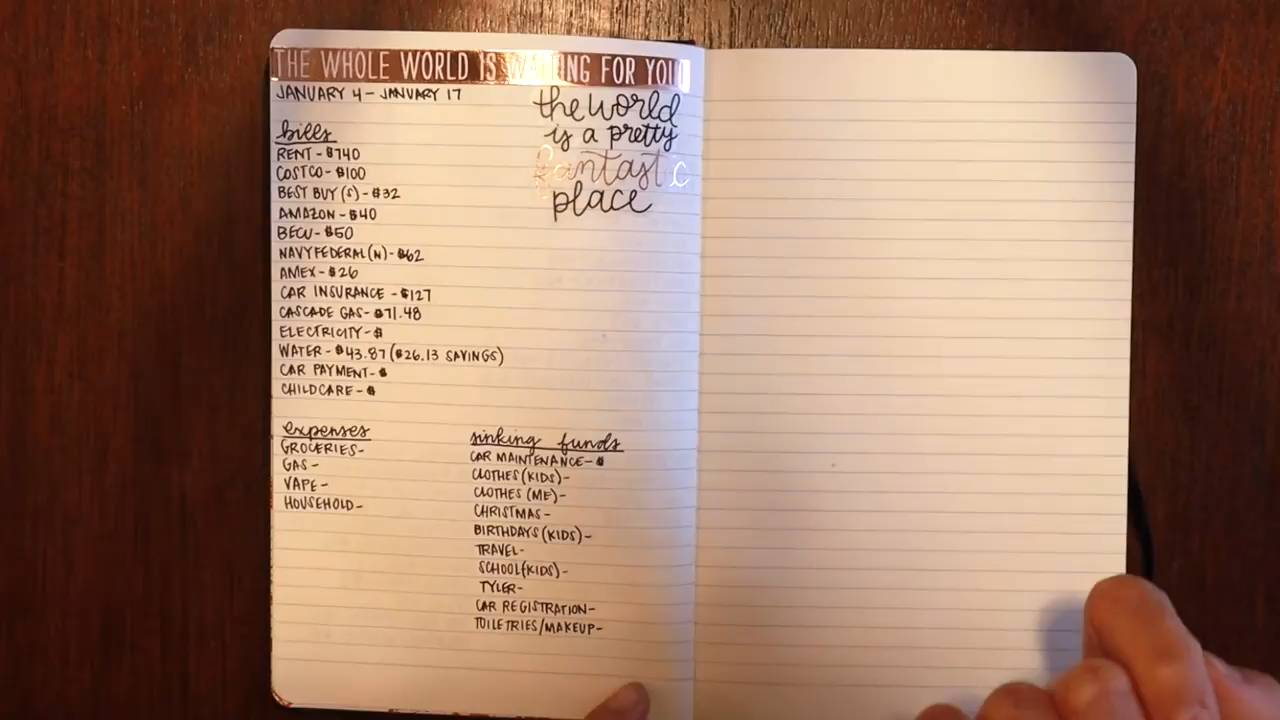 THE WHOLE WORLD IS WAITING FOR YOU
JANUARY 4 - JANUARY 17
the world
is a pretty
fantastic
place
bills
RENT - $740
COSTCO - $100
BEST BUY (S) - $32
AMAZON - $40
BECU - $50
NAVYFEDERAL (N) - $62
AMEX - $26
CAR INSURANCE - $127
CASCADE GAS - $71.48
ELECTRICITY - $
WATER - $43.87 ($26.13 SAVINGS)
CAR PAYMENT - $
CHILDCARE - $
expenses
GROCERIES -
GAS -
VAPE -
HOUSEHOLD -
sinking funds
CAR MAINTENANCE - $
CLOTHES (KIDS) -
CLOTHES (ME) -
CHRISTMAS -
BIRTHDAYS (KIDS) -
TRAVEL -
SCHOOL (KIDS) -
TYLER -
CAR REGISTRATION -
TOILETRIES/MAKEUP -